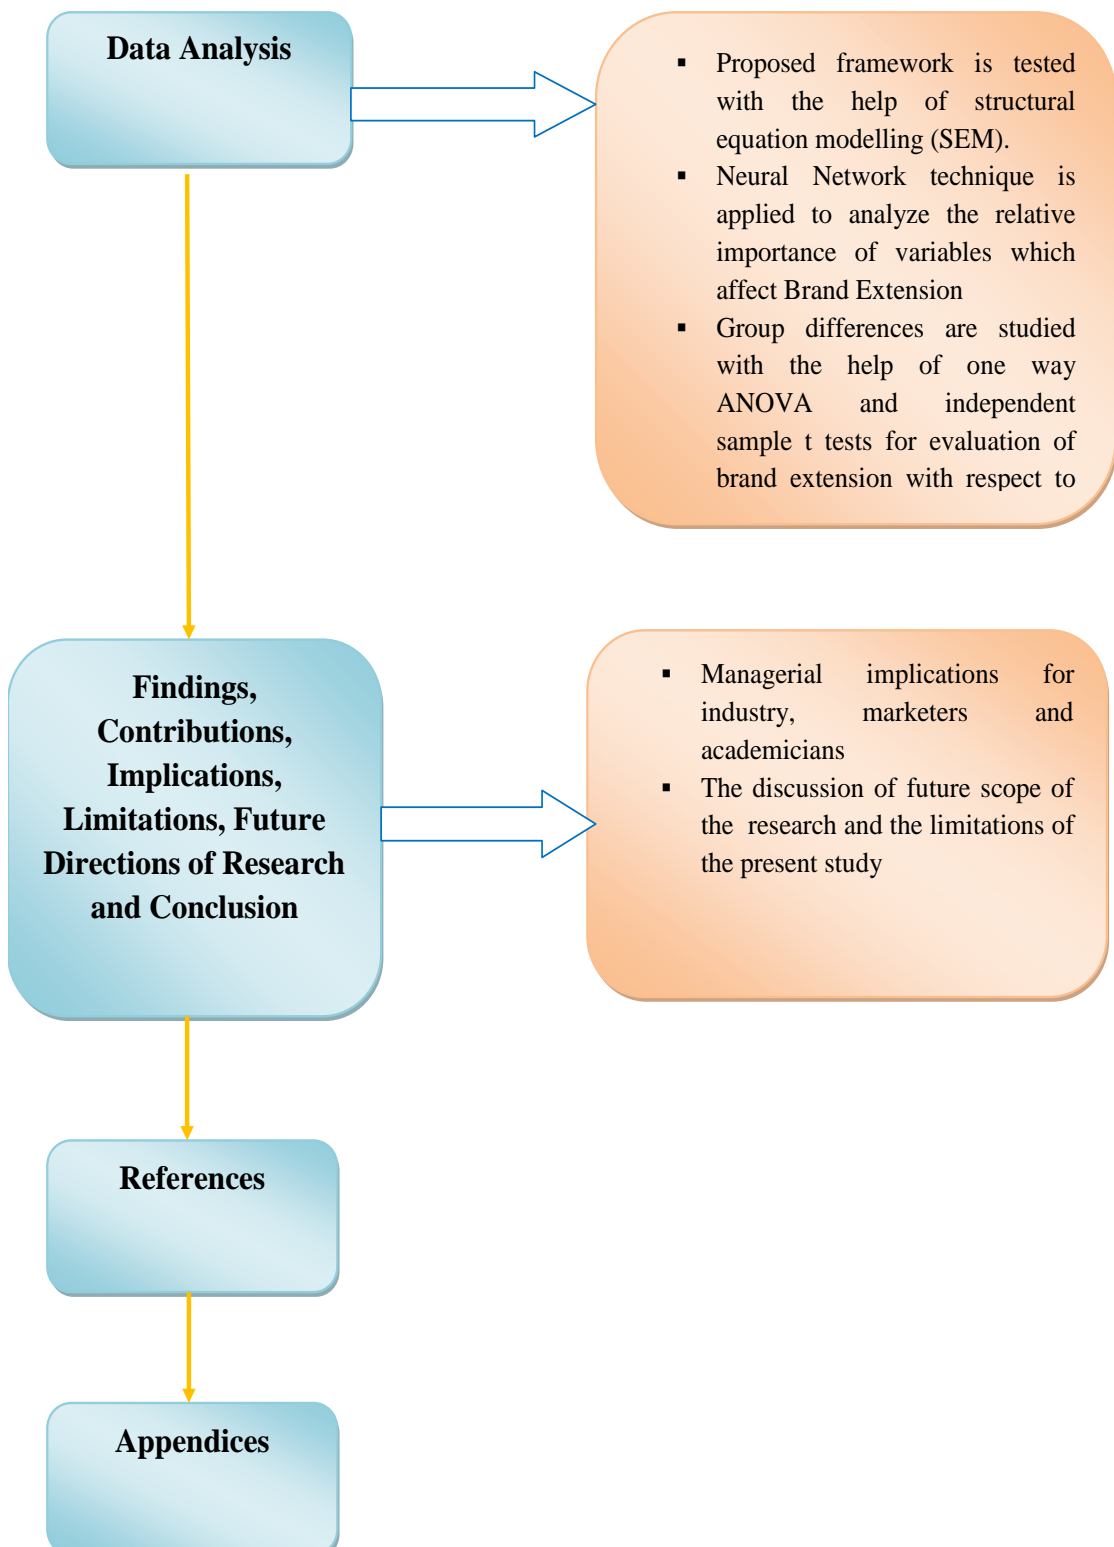 Data Analysis
▪ Proposed framework is tested
with the help of structural
equation modelling (SEM).
▪ Neural Network technique is
applied to analyze the relative
importance of variables which
affect Brand Extension
▪ Group differences are studied
with the help of one way
ANOVA and independent
sample t tests for evaluation of
brand extension with respect to
Findings,
Contributions,
Implications,
Limitations, Future
Directions of Research
and Conclusion
▪ Managerial implications for
industry, marketers and
academicians
▪ The discussion of future scope of
the research and the limitations of
the present study
References
Appendices